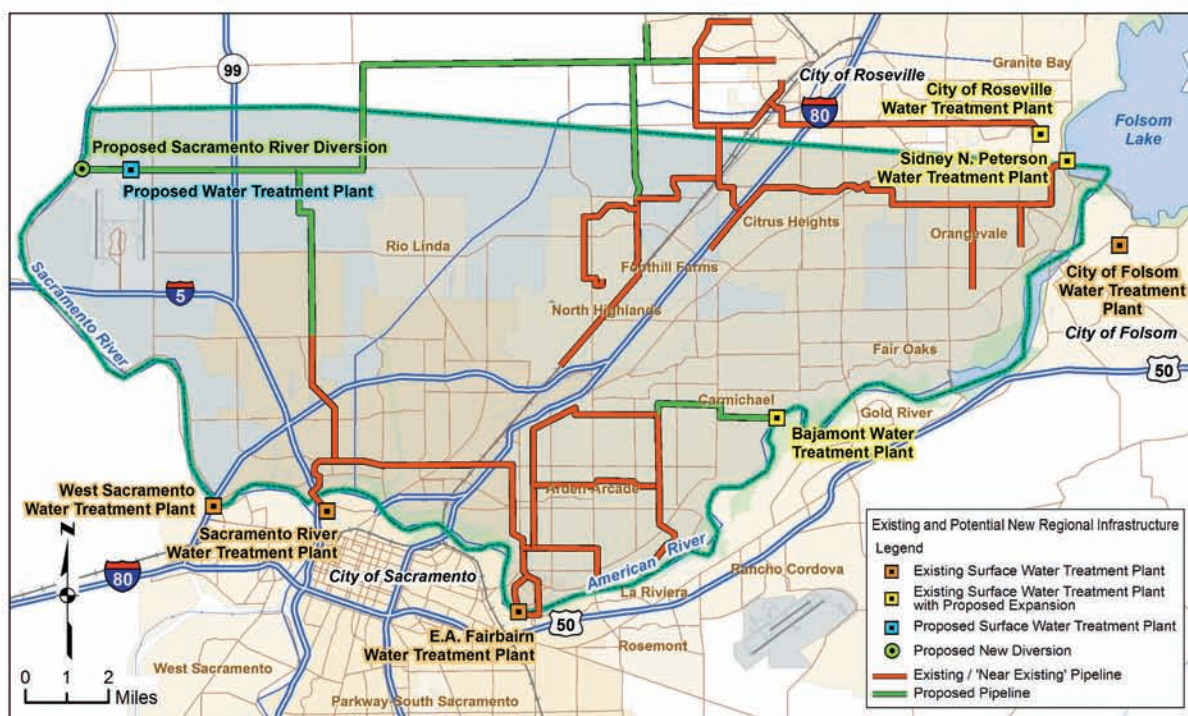 99
City of Roseville
Granite Bay
City of Roseville
Water Treatment Plant
80
Folsom
Lake
Proposed Sacramento River Diversion
Proposed Water Treatment Plant
Sidney N. Peterson
Water Treatment Plant
Citrus Heights
Orangevale
Rio Linda
Foothill Farms
City of Folsom
Water Treatment
Plant
Sacramento River
5
North Highlands
City of Folsom
Fair Oaks
50
Carmichael
Gold River
Bajamont Water
Treatment Plant
West Sacramento
Water Treatment Plant
Arden-Arcade
Sacramento River
Water Treatment Plant
N
80
City of Sacramento
American River
Rancho Cordova
La Riviera
E.A. Fairbairn
Water Treatment Plant
50
Rosemont
West Sacramento
Parkway-South Sacramento
0 1 2
Miles
Existing and Potential New Regional Infrastructure
Legend
Existing Surface Water Treatment Plant
Existing Surface Water Treatment Plant
with Proposed Expansion
Proposed Surface Water Treatment Plant
Proposed New Diversion
Existing / 'Near Existing' Pipeline
Proposed Pipeline